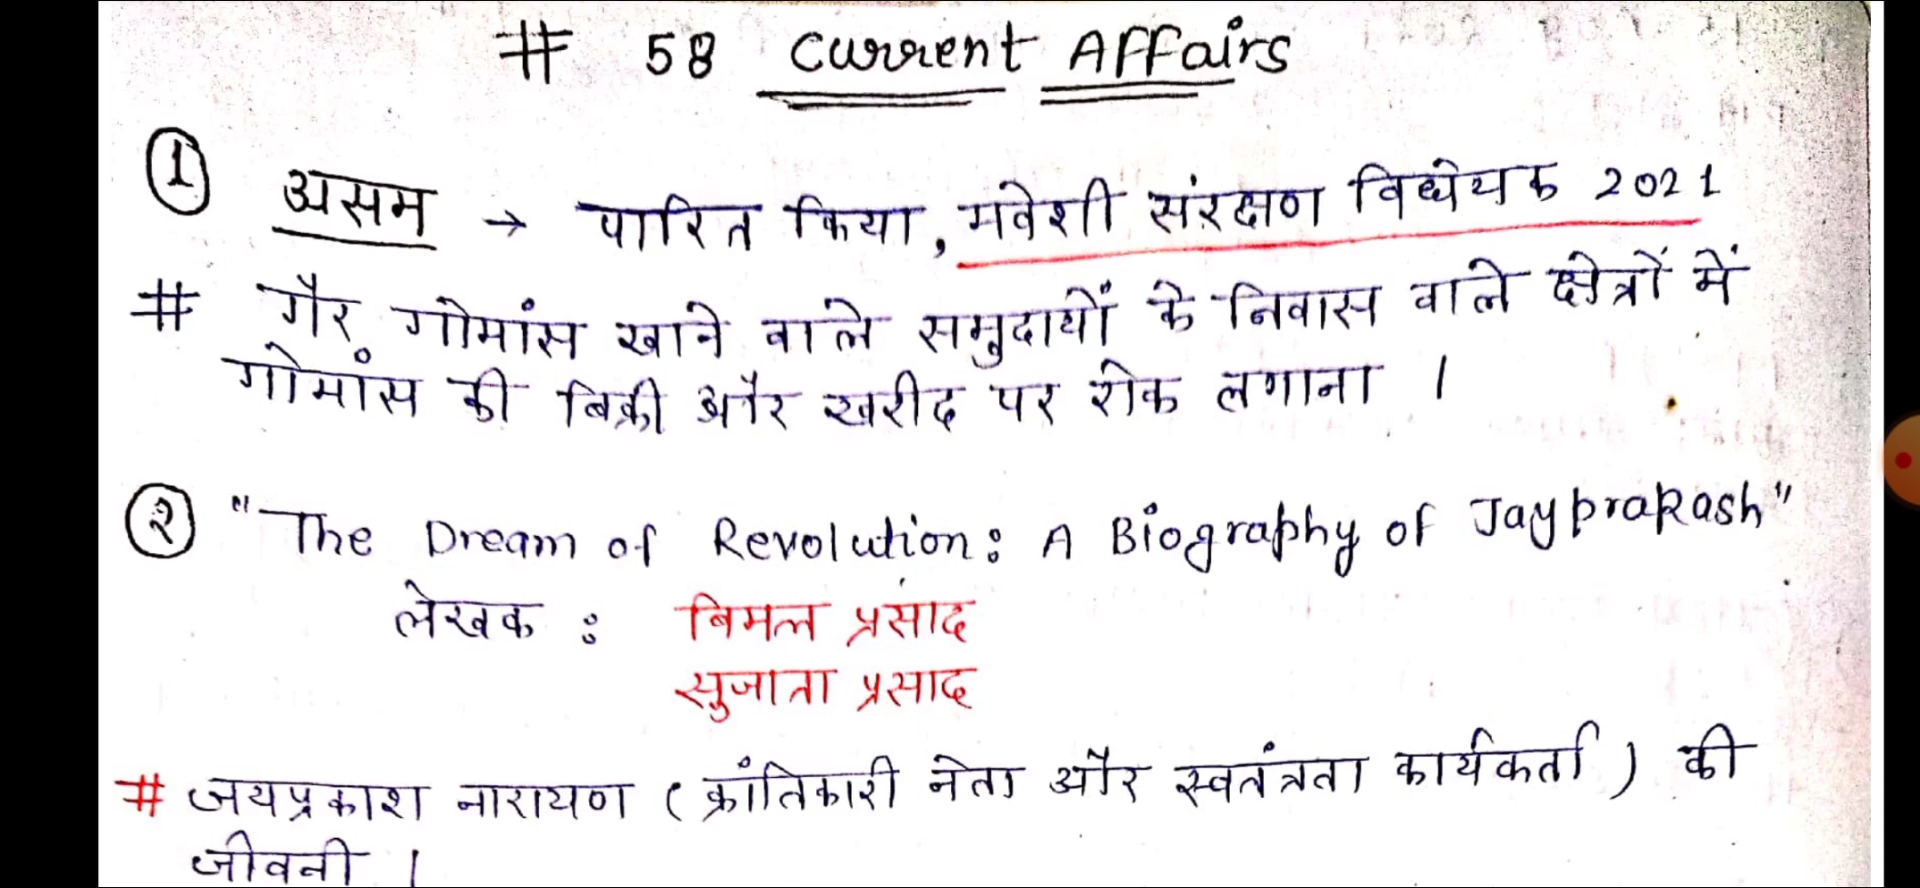 # 58 Current Affairs
① असम → पारित किया, मवेशी संरक्षण विधेयक 2021
# गैर गोमांस खाने वाले समुदायों के निवास वाले क्षेत्रों में
गोमांस की बिक्री और खरीद पर रोक लगाना ।
② "The Dream of Revolution: A Biography of Jayprakash"
लेखक : बिमल प्रसाद
सुजाता प्रसाद
# जयप्रकाश नारायण (क्रांतिकारी नेता और स्वतंत्रता कार्यकर्ता) की
जीवनी ।